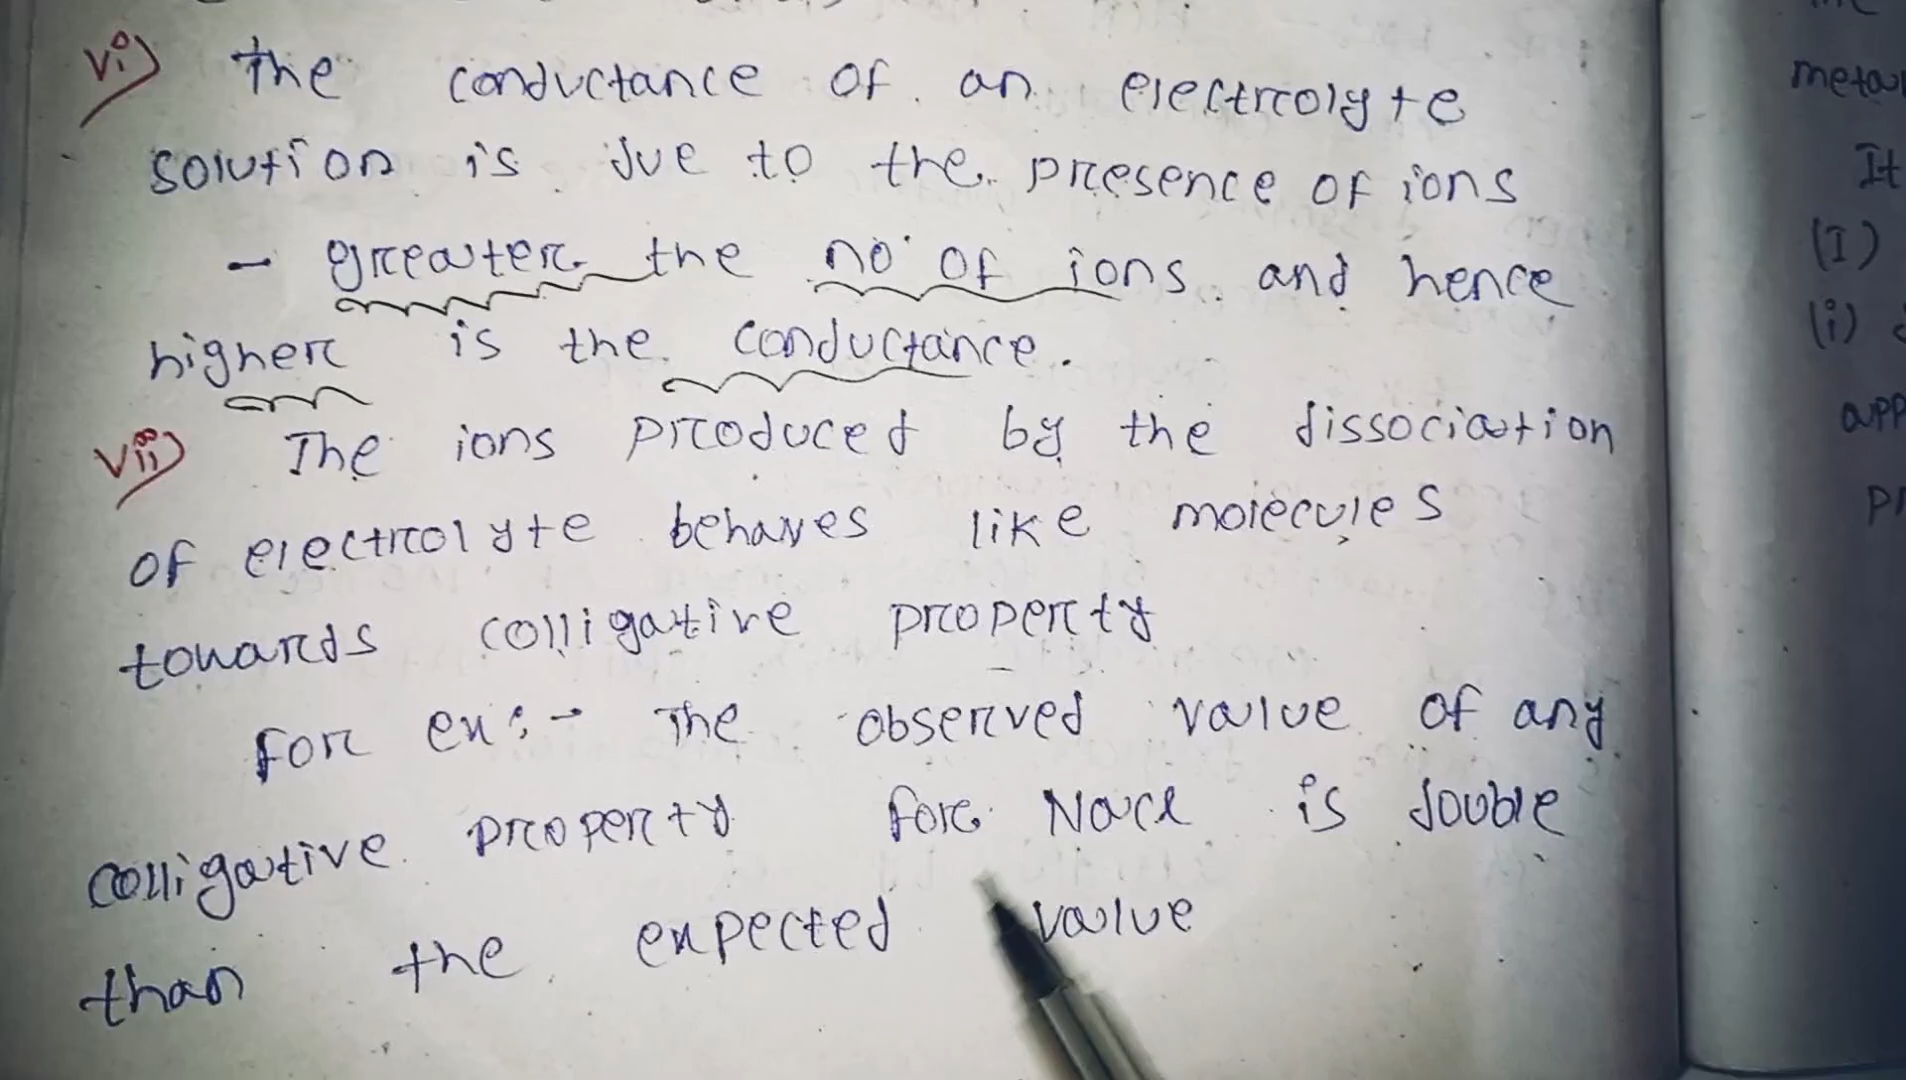 vi) The conductance of an electrolyte
solution is due to the presence of ions
- greater the no of ions and hence
higher is the conductance.
vii) The ions produced by the dissociation
of electrolyte behaves like molecules
towards colligative property
For ex:- The observed value of any
colligative property for NaCl is double
than the expected value
It
(I)
(i)